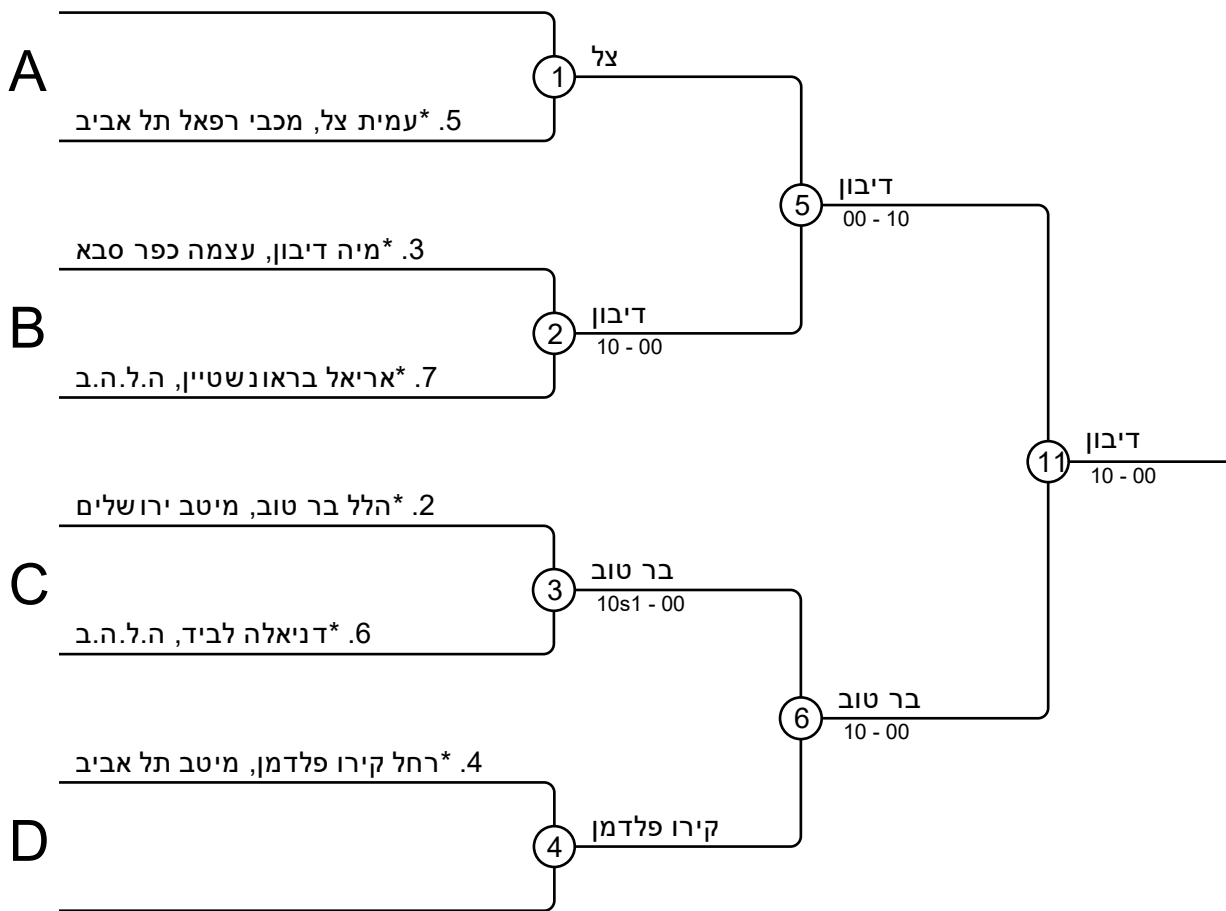 A
1
צל
5. *עמית צל, מכבי רפאל תל אביב
5
דיבון
00 - 10
3. *מיה דיבון, עצמה כפר סבא
B
2
דיבון
10 - 00
7. *אריאל בראונשטיין, ה.ל.ה.ב
11
דיבון
10 - 00
2. *הלל בר טוב, מיטב ירושלים
C
3
בר טוב
10s1 - 00
6. *דניאלה לביד, ה.ל.ה.ב
6
בר טוב
10 - 00
4. *רחל קירו פלדמן, מיטב תל אביב
D
4
קירו פלדמן